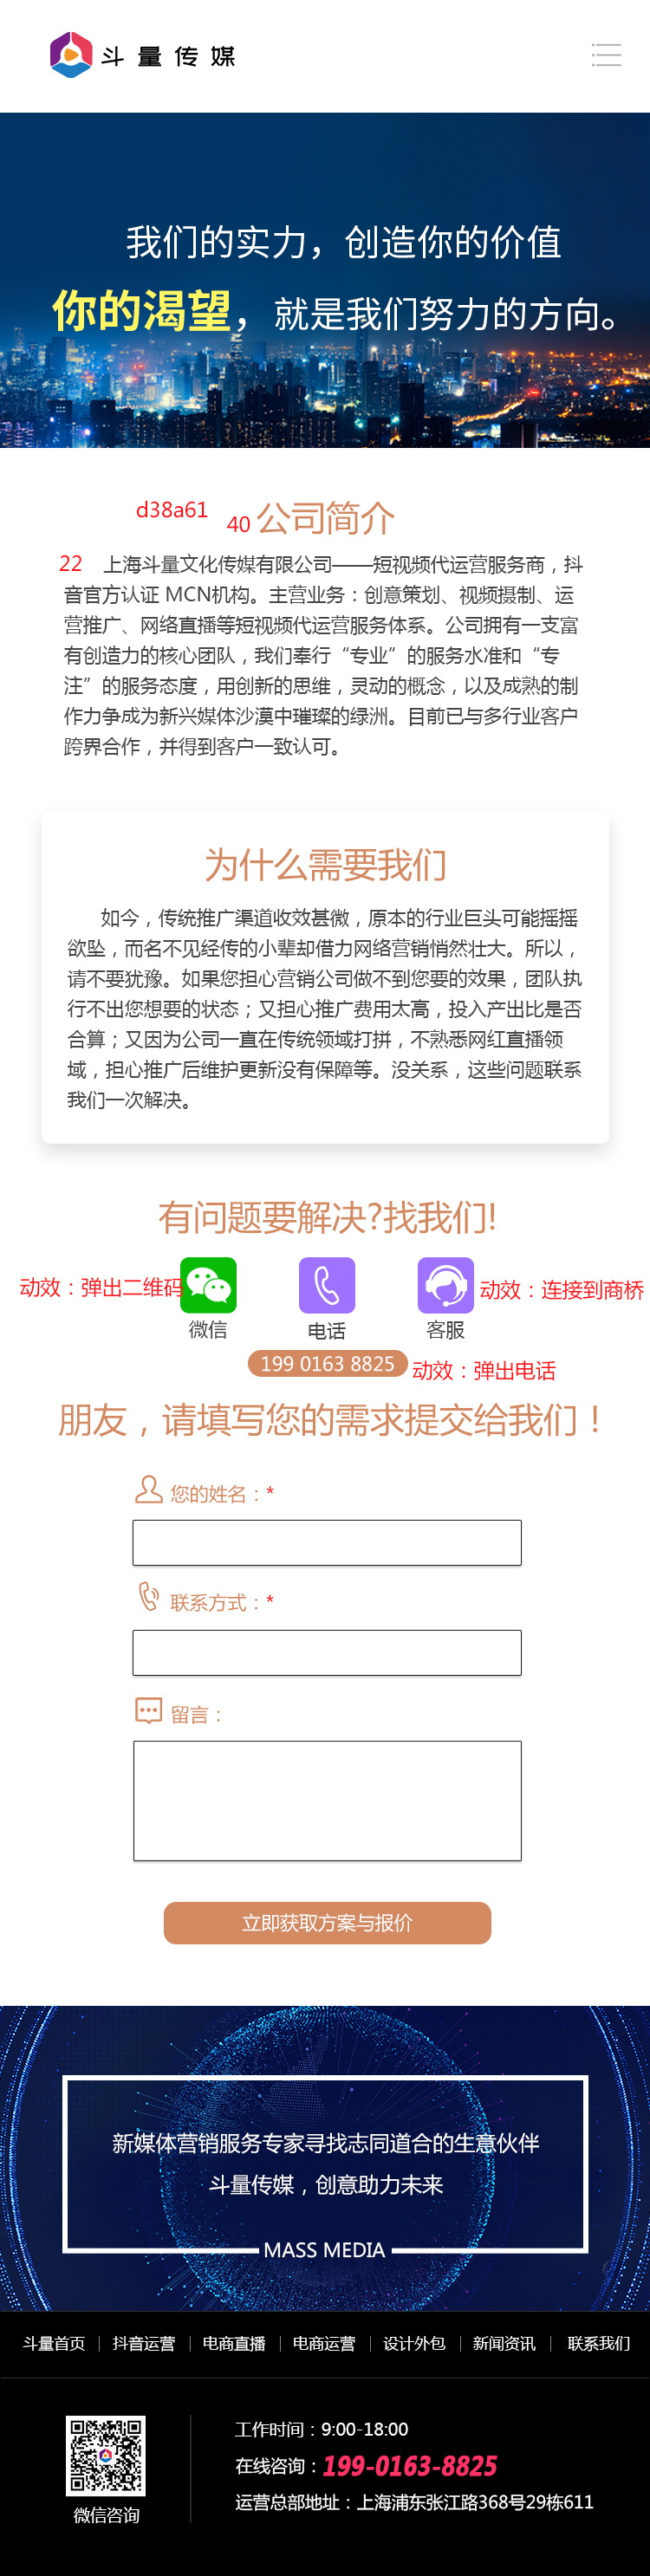 斗量传媒
我们的实力，创造你的价值
你的渴望，就是我们努力的方向。
d38a61
40 公司简介
22 上海斗量文化传媒有限公司——短视频代运营服务商，抖
音官方认证 MCN机构。主营业务：创意策划、视频摄制、运
营推广、网络直播等短视频代运营服务体系。公司拥有一支富
有创造力的核心团队，我们奉行“专业”的服务水准和“专
注”的服务态度，用创新的思维，灵动的概念，以及成熟的制
作力争成为新兴媒体沙漠中璀璨的绿洲。目前已与多行业客户
跨界合作，并得到客户一致认可。
为什么需要我们
如今，传统推广渠道收效甚微，原本的行业巨头可能摇摇
欲坠，而名不见经传的小辈却借力网络营销悄然壮大。所以，
请不要犹豫。如果您担心营销公司做不到您要的效果，团队执
行不出您想要的状态；又担心推广费用太高，投入产出比是否
合算；又因为公司一直在传统领域打拼，不熟悉网红直播领
域，担心推广后维护更新没有保障等。没关系，这些问题联系
我们一次解决。
有问题要解决?找我们!
动效：弹出二维码
动效：连接到商桥
微信 电话 客服
199 0163 8825
动效：弹出电话
朋友，请填写您的需求提交给我们！
您的姓名：*
联系方式：*
留言：
立即获取方案与报价
新媒体营销服务专家寻找志同道合的生意伙伴
斗量传媒，创意助力未来
MASS MEDIA
斗量首页 | 抖音运营 | 电商直播 | 电商运营 | 设计外包 | 新闻资讯 | 联系我们
工作时间：9:00-18:00
在线咨询：199-0163-8825
运营总部地址：上海浦东张江路368号29栋611
微信咨询